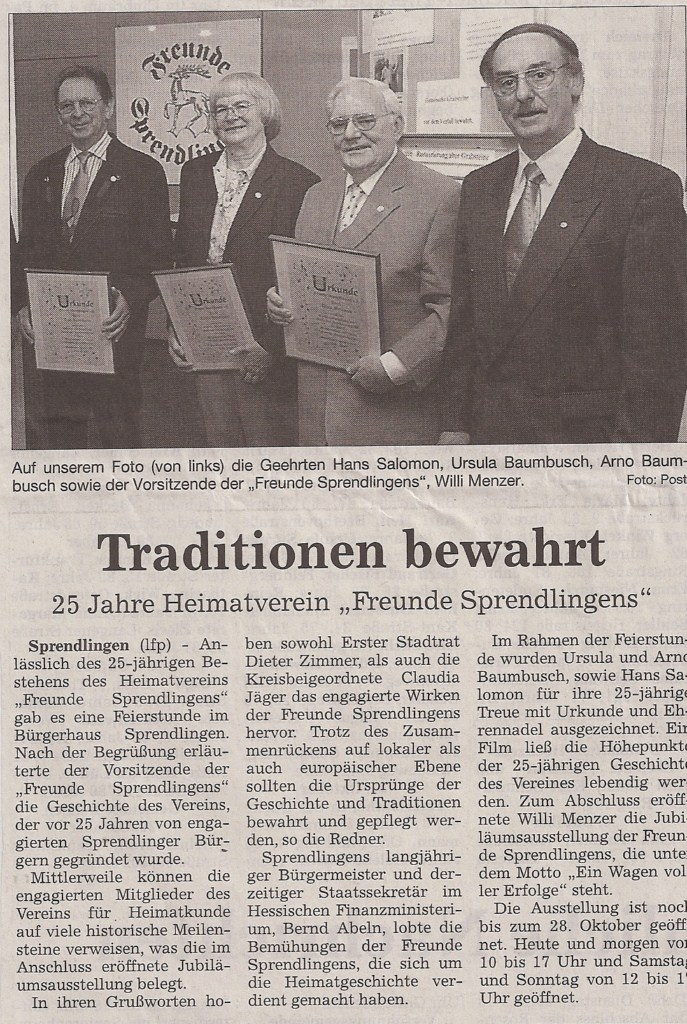 Freunde
Sprendlin
Urkunde
Urkunde
Urkunde
Auf unserem Foto (von links) die Geehrten Hans Salomon, Ursula Baumbusch, Arno Baum-
busch sowie der Vorsitzende der „Freunde Sprendlingens“, Willi Menzer. Foto: Post
Traditionen bewahrt
25 Jahre Heimatverein „Freunde Sprendlingens“
Sprendlingen (lfp) - An-
lässlich des 25-jährigen Be-
stehens des Heimatvereins
„Freunde Sprendlingens“
gab es eine Feierstunde im
Bürgerhaus Sprendlingen.
Nach der Begrüßung erläu-
terte der Vorsitzende der
„Freunde Sprendlingens“
die Geschichte des Vereins,
der vor 25 Jahren von enga-
gierten Sprendlinger Bür-
gern gegründet wurde.
Mittlerweile können die
engagierten Mitglieder des
Vereins für Heimatkunde
auf viele historische Meilen-
steine verweisen, was die im
Anschluss eröffnete Jubilä-
umsausstellung belegt.
In ihren Grußworten ho-
ben sowohl Erster Stadtrat
Dieter Zimmer, als auch die
Kreisbeigeordnete Claudia
Jäger das engagierte Wirken
der Freunde Sprendlingens
hervor. Trotz des Zusam-
menrückens auf lokaler als
auch europäischer Ebene
sollten die Ursprünge der
Geschichte und Traditionen
bewahrt und gepflegt wer-
den, so die Redner.
Sprendlingens langjähri-
ger Bürgermeister und der-
zeitiger Staatssekretär im
Hessischen Finanzministeri-
um, Bernd Abeln, lobte die
Bemühungen der Freunde
Sprendlingens, die sich um
die Heimatgeschichte ver-
dient gemacht haben.
Im Rahmen der Feierstun-
de wurden Ursula und Arno
Baumbusch, sowie Hans Sa-
lomon für ihre 25-jährige
Treue mit Urkunde und Eh-
rennadel ausgezeichnet. Ein
Film ließ die Höhepunkte
der 25-jährigen Geschichte
des Vereines lebendig wer-
den. Zum Abschluss eröff-
nete Willi Menzer die Jubi-
läumsausstellung der Freun-
de Sprendlingens, die unter
dem Motto „Ein Wagen vol-
ler Erfolge“ steht.
Die Ausstellung ist noch
bis zum 28. Oktober geöff-
net. Heute und morgen von
10 bis 17 Uhr und Samstag
und Sonntag von 12 bis 17
Uhr geöffnet.